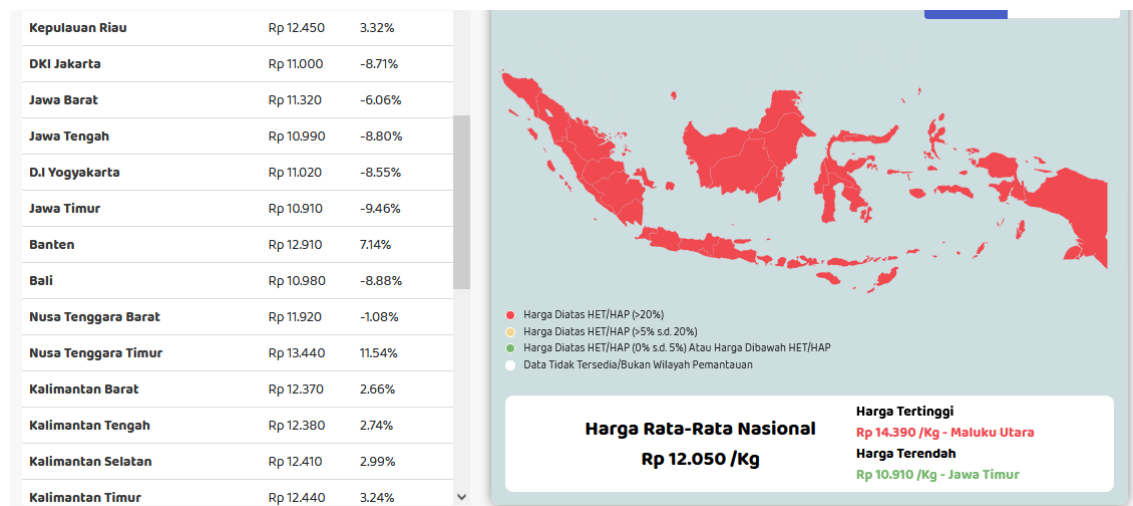 Kepulauan Riau Rp 12.450 3.32%
DKI Jakarta Rp 11.000 -8.71%
Jawa Barat Rp 11.320 -6.06%
Jawa Tengah Rp 10.990 -8.80%
D.I Yogyakarta Rp 11.020 -8.55%
Jawa Timur Rp 10.910 -9.46%
Banten Rp 12.910 7.14%
Bali Rp 10.980 -8.88%
Nusa Tenggara Barat Rp 11.920 -1.08%
Nusa Tenggara Timur Rp 13.440 11.54%
Kalimantan Barat Rp 12.370 2.66%
Kalimantan Tengah Rp 12.380 2.74%
Kalimantan Selatan Rp 12.410 2.99%
Kalimantan Timur Rp 12.440 3.24%
Harga Diatas HET/HAP (>20%)
Harga Diatas HET/HAP (>5% s.d. 20%)
Harga Diatas HET/HAP (0% s.d. 5%) Atau Harga Dibawah HET/HAP
Data Tidak Tersedia/Bukan Wilayah Pemantauan
Harga Rata-Rata Nasional
Rp 12.050 /Kg
Harga Tertinggi
Rp 14.390 /Kg - Maluku Utara
Harga Terendah
Rp 10.910 /Kg - Jawa Timur